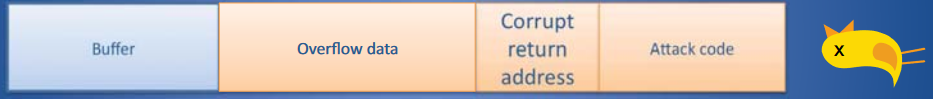 Buffer
Overflow data
Corrupt
return
address
Attack code
x